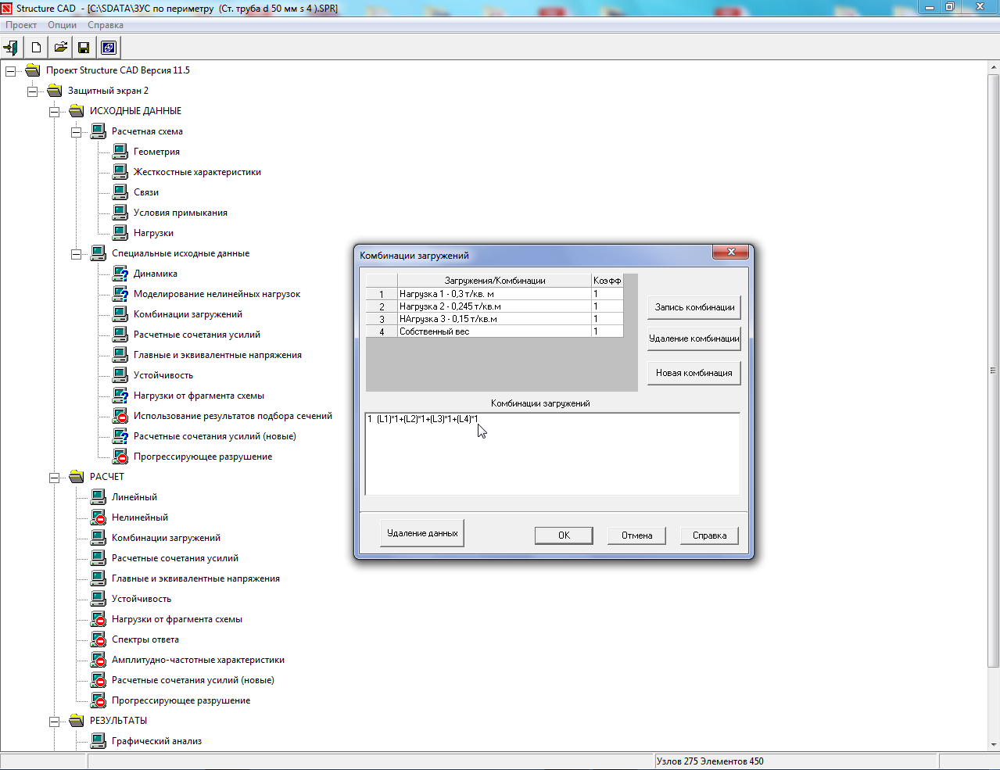 Structure CAD - [C:\SDATA\ЗУС по периметру (Ст. труба d 50 мм s 4 ).SPR]
Проект Опции Справка
Проект Structure CAD Версия 11.5
Защитный экран 2
ИСХОДНЫЕ ДАННЫЕ
Расчетная схема
Геометрия
Жесткостные характеристики
Связи
Условия примыкания
Нагрузки
Специальные исходные данные
Динамика
Моделирование нелинейных нагрузок
Комбинации загружений
Расчетные сочетания усилий
Главные и эквивалентные напряжения
Устойчивость
Нагрузки от фрагмента схемы
Использование результатов подбора сечений
Расчетные сочетания усилий (новые)
Прогрессирующее разрушение
РАСЧЕТ
Линейный
Нелинейный
Комбинации загружений
Расчетные сочетания усилий
Главные и эквивалентные напряжения
Устойчивость
Нагрузки от фрагмента схемы
Спектры ответа
Амплитудно-частотные характеристики
Расчетные сочетания усилий (новые)
Прогрессирующее разрушение
РЕЗУЛЬТАТЫ
Графический анализ
Комбинации загружений
Загружения/Комбинации Коэфф
1 Нагрузка 1 - 0,3 т/кв. м 1
2 Нагрузка 2 - 0,245 т/кв.м 1
3 НАгрузка 3 - 0,15 т/кв.м 1
4 Собственный вес 1
Запись комбинации
Удаление комбинации
Новая комбинация
Комбинации загружений
1 (L1)*1+(L2)*1+(L3)*1+(L4)*1
Удаление данных
OK
Отмена
Справка
Узлов 275 Элементов 450